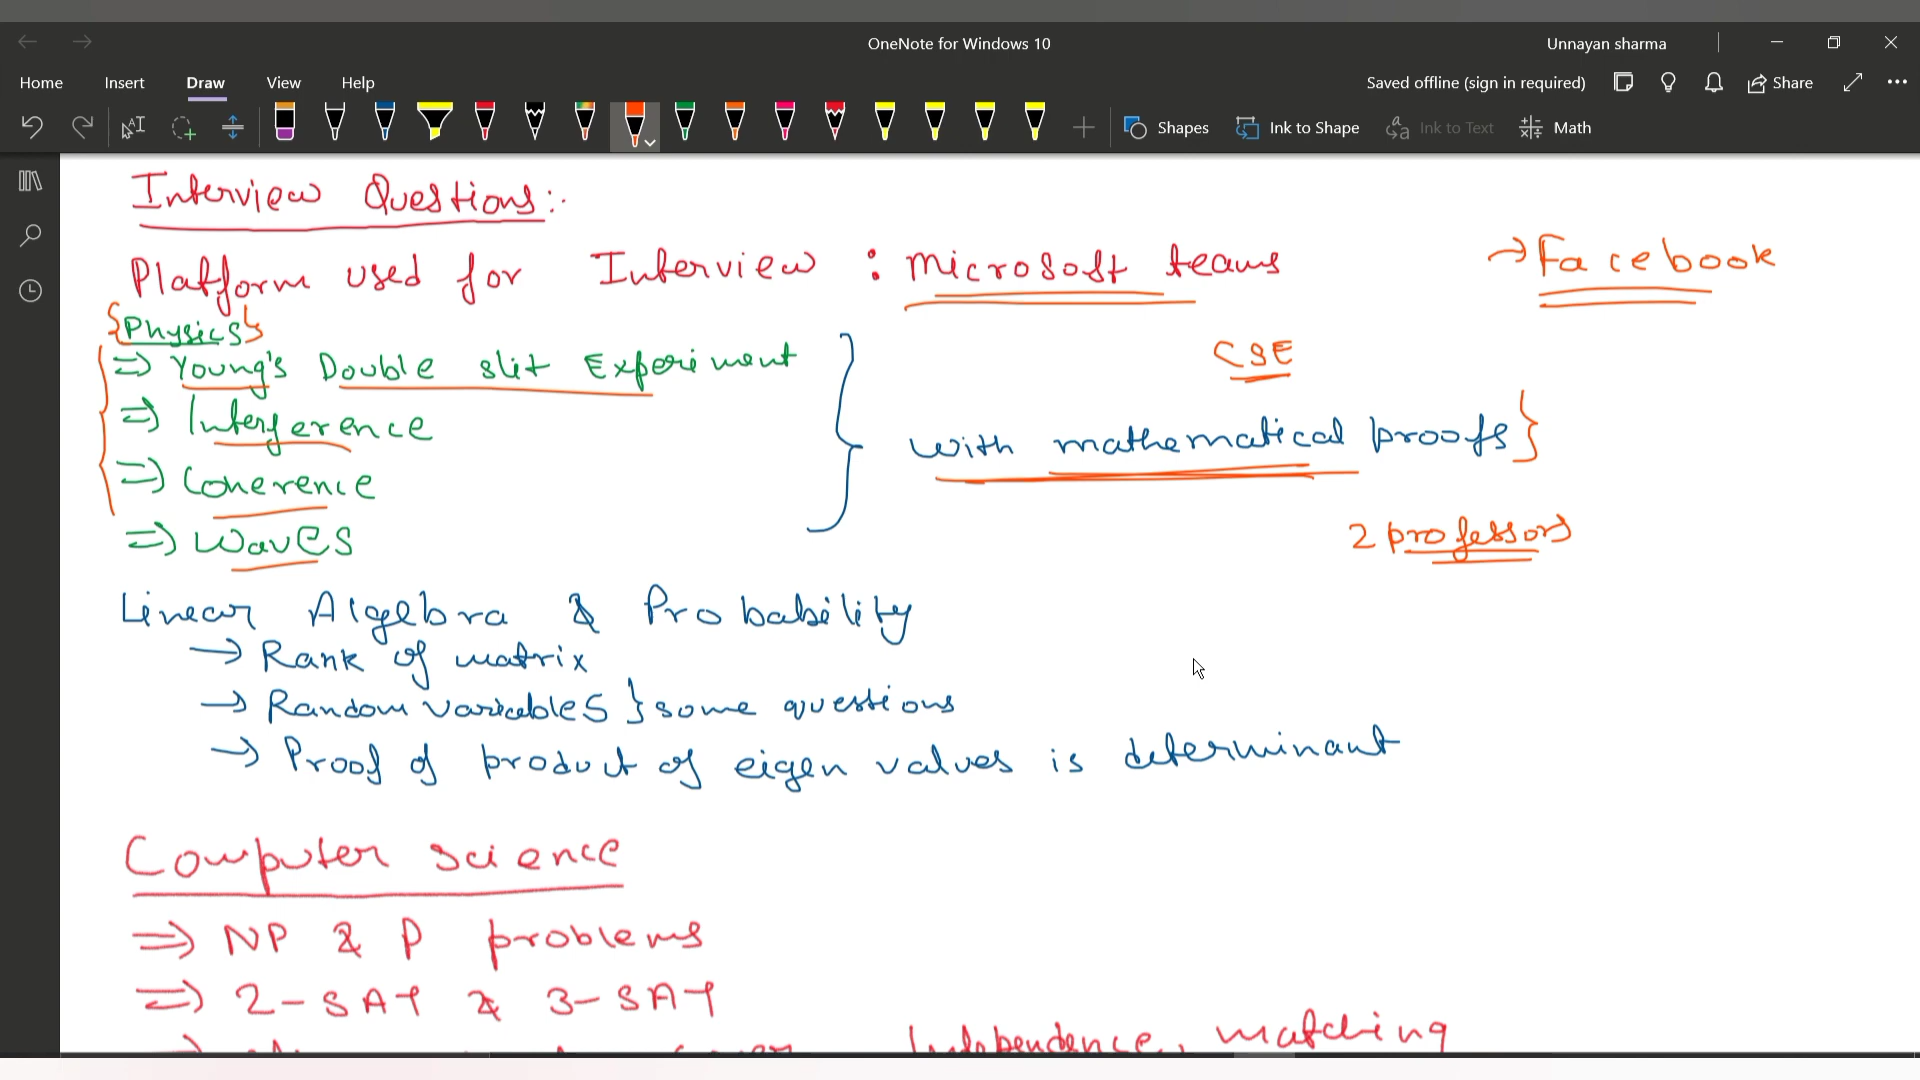 OneNote for Windows 10
Unnayan sharma
Home Insert Draw View Help
Saved offline (sign in required) Share
Shapes Ink to Shape Ink to Text Math
Interview Questions:
Platform used for Interview : Microsoft teams
→ Facebook
{Physics}
⇒ Young's Double slit Experiment
CSE
⇒ Interference
with mathematical proofs}
⇒ Coherence
⇒ Waves
2 professors
Linear Algebra & Probability
→ Rank of matrix
→ Random variables } some questions
→ Proof of product of eigen values is determinant
Computer science
⇒ NP & P problems
⇒ 2-SAT & 3-SAT
Independence, matching